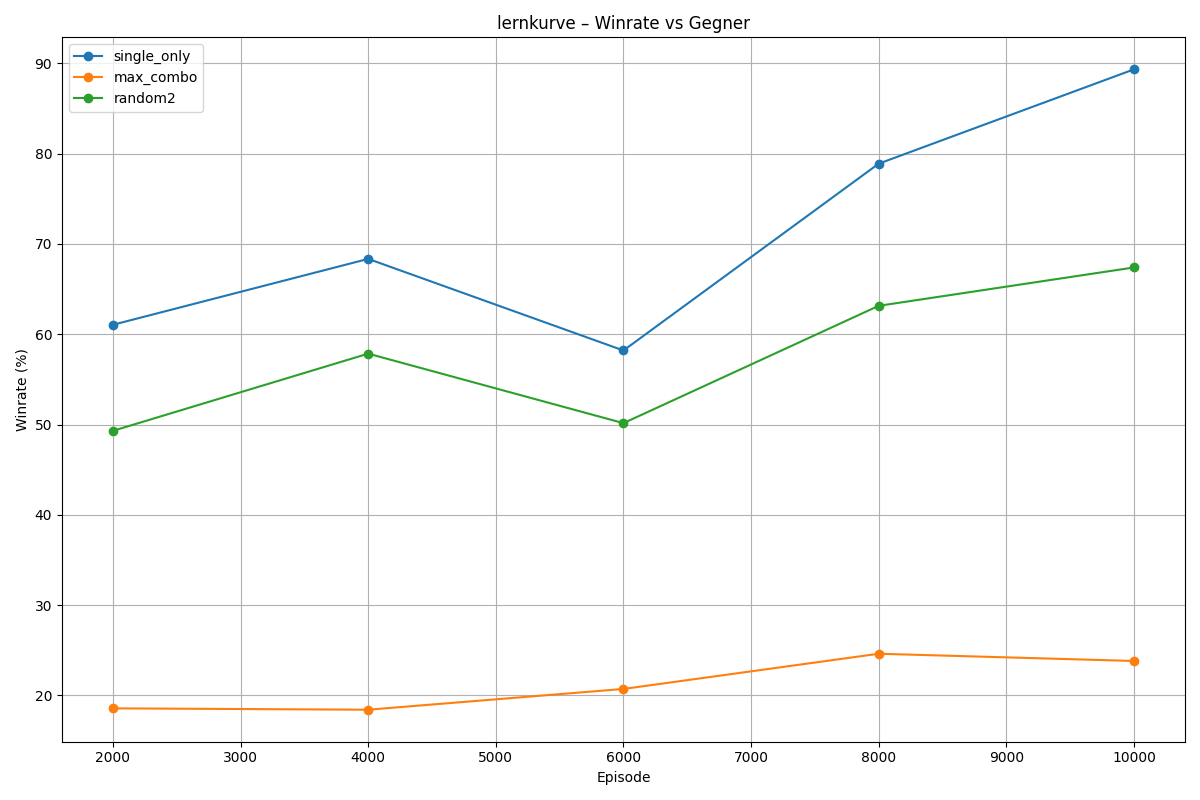 lernkurve – Winrate vs Gegner
single_only
max_combo
random2
Winrate (%)
90
80
70
60
50
40
30
20
2000 3000 4000 5000 6000 7000 8000 9000 10000
Episode